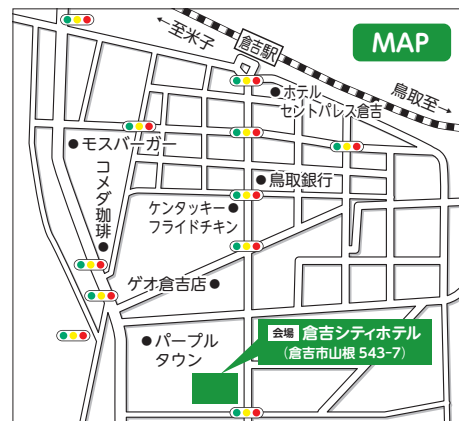 MAP
←至米子
倉吉駅
鳥取至→
ホテル
セントパレス倉吉
モスバーガー
コメダ珈琲
鳥取銀行
ケンタッキー
フライドチキン
ゲオ倉吉店
パープル
タウン
会場 倉吉シティホテル
(倉吉市山根 543-7)